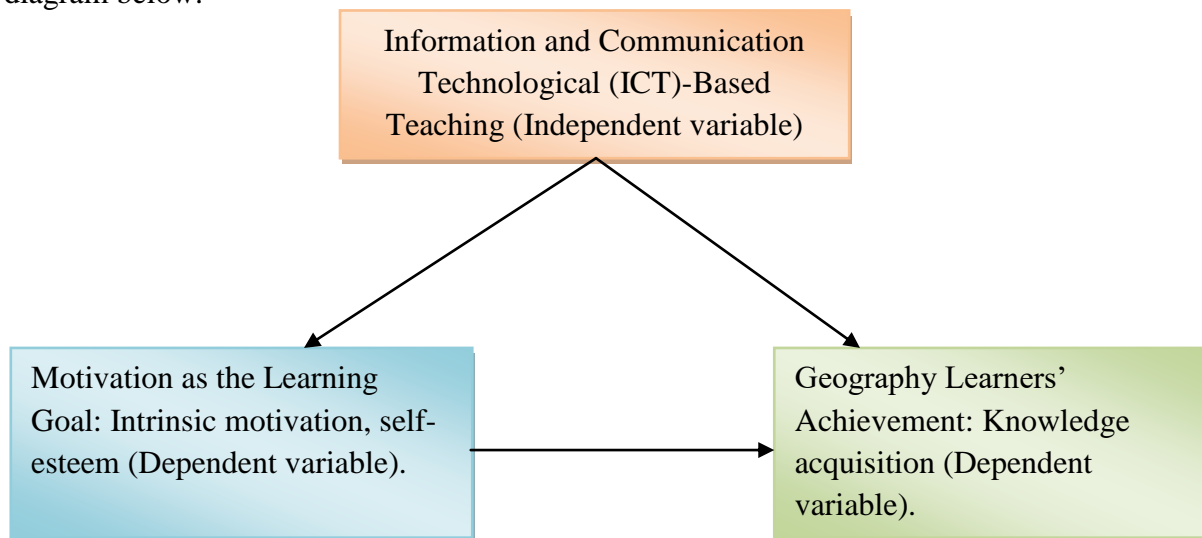 diagram below.
Information and Communication
Technological (ICT)-Based
Teaching (Independent variable)
Motivation as the Learning
Goal: Intrinsic motivation, self-
esteem (Dependent variable).
Geography Learners’
Achievement: Knowledge
acquisition (Dependent
variable).